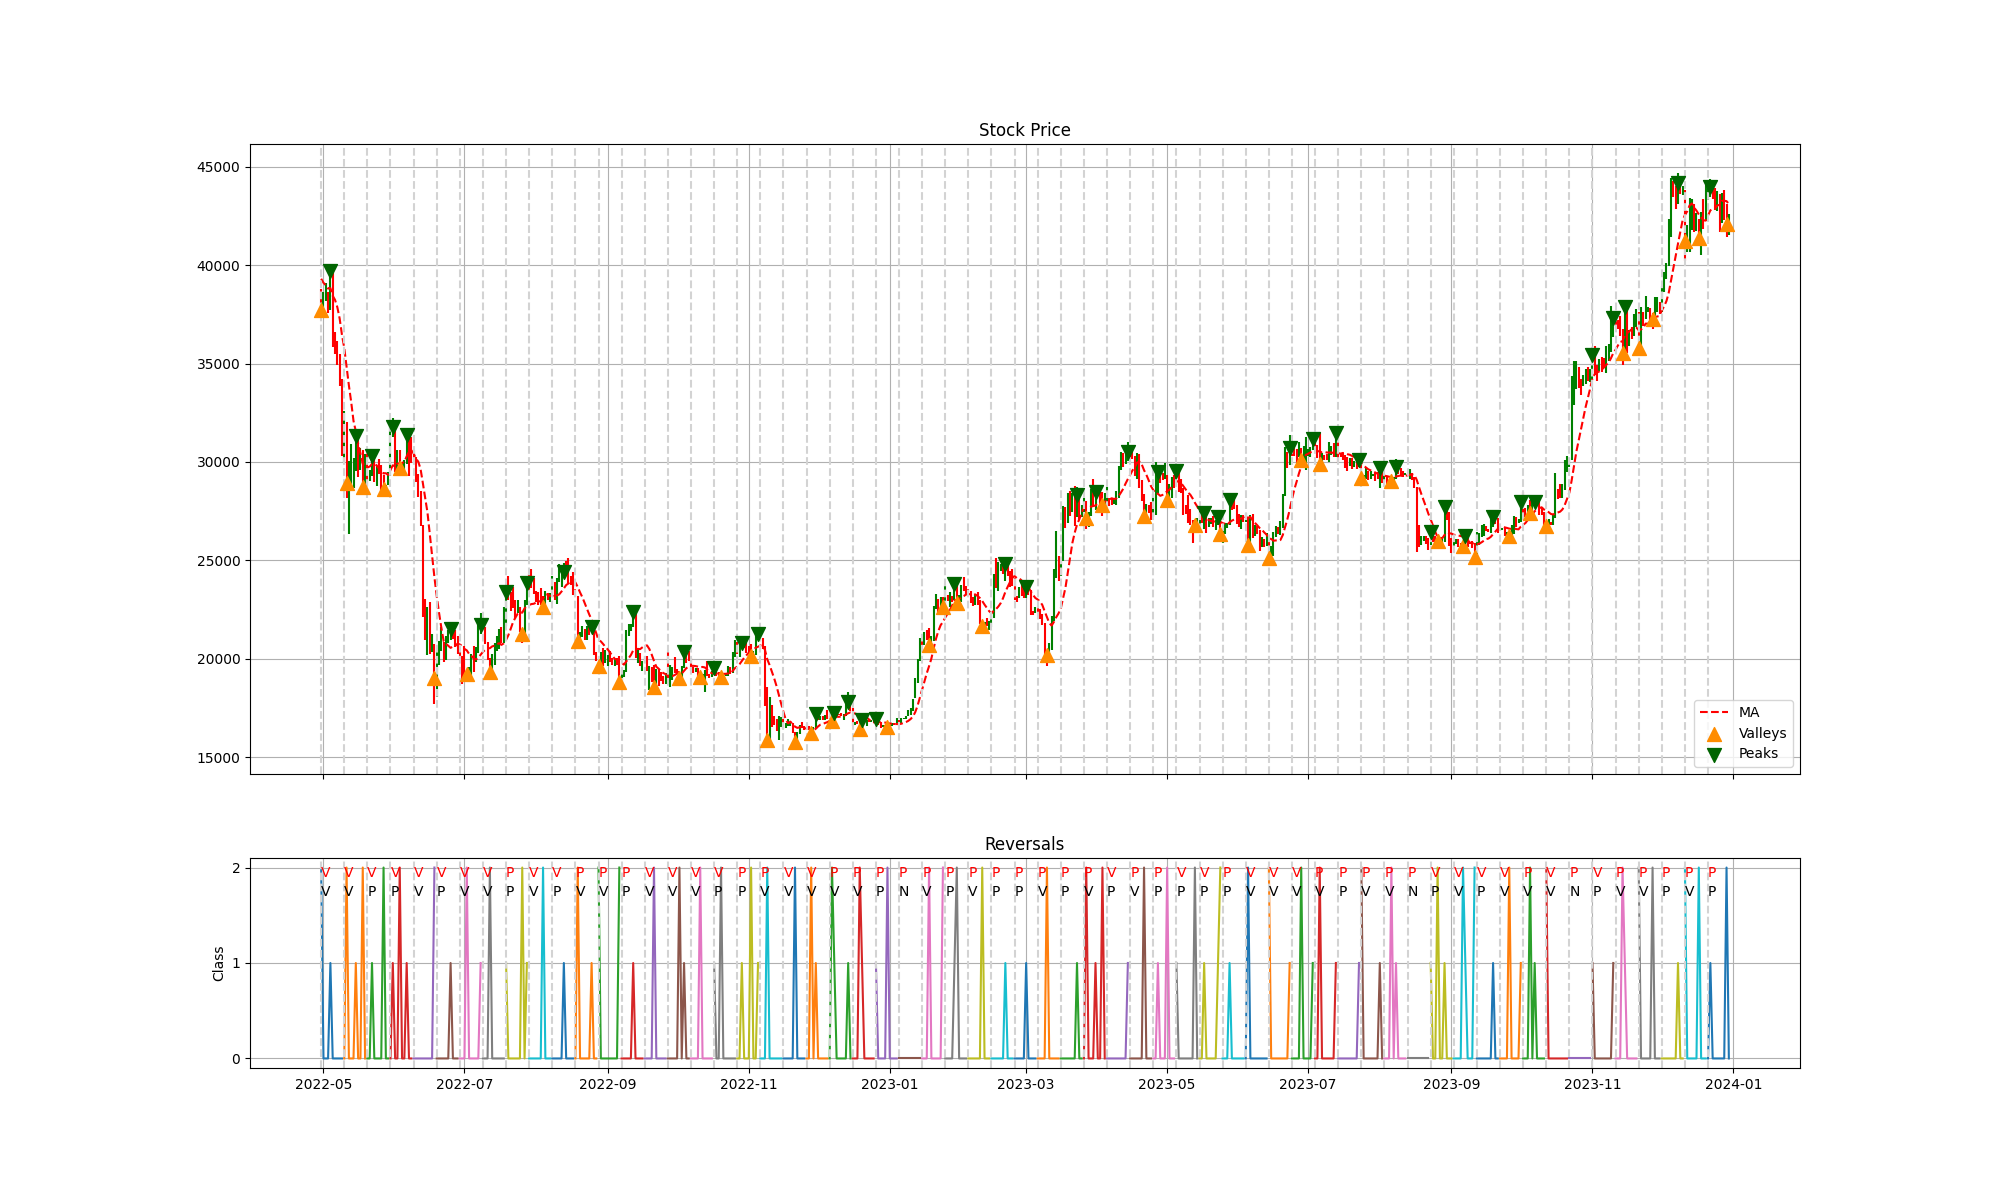 Stock Price
45000
40000
35000
30000
25000
20000
15000
MA
Valleys
Peaks
Reversals
2
V V V V V V V V P V V P P P V V V V P P V V P P P P P P P P P P P P P P P V V P V V V P P P P P V V V V P V P V P P P P P
V V P P V P V V P V P V V P V V V P P V V V V V P N V P V P P V P V P V P P P P V V V V P V V N P V P V V V N P V V P V P
Class
1
0
2022-05 2022-07 2022-09 2022-11 2023-01 2023-03 2023-05 2023-07 2023-09 2023-11 2024-01